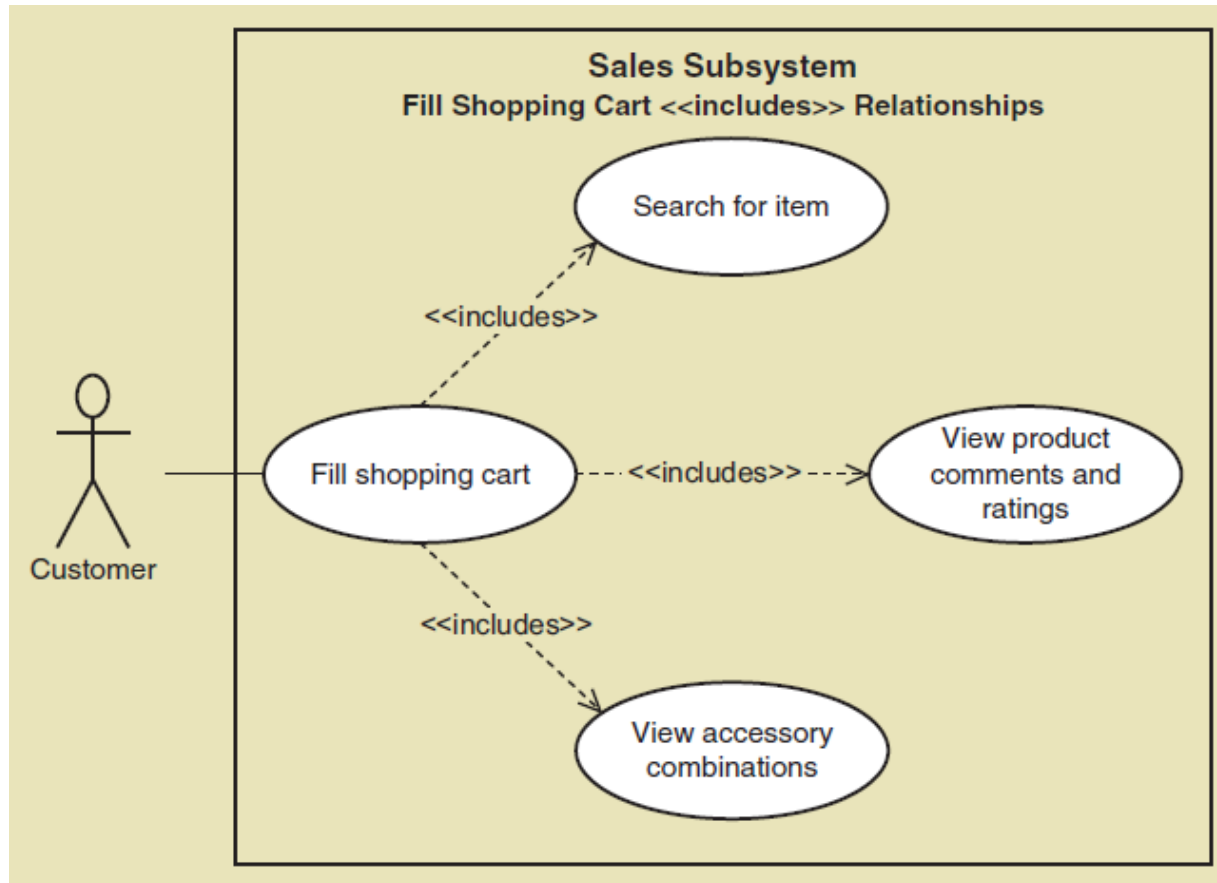 Sales Subsystem
Fill Shopping Cart <<includes>> Relationships
Search for item
<<includes>>
Customer
Fill shopping cart
<<includes>>
View product
comments and
ratings
<<includes>>
View accessory
combinations